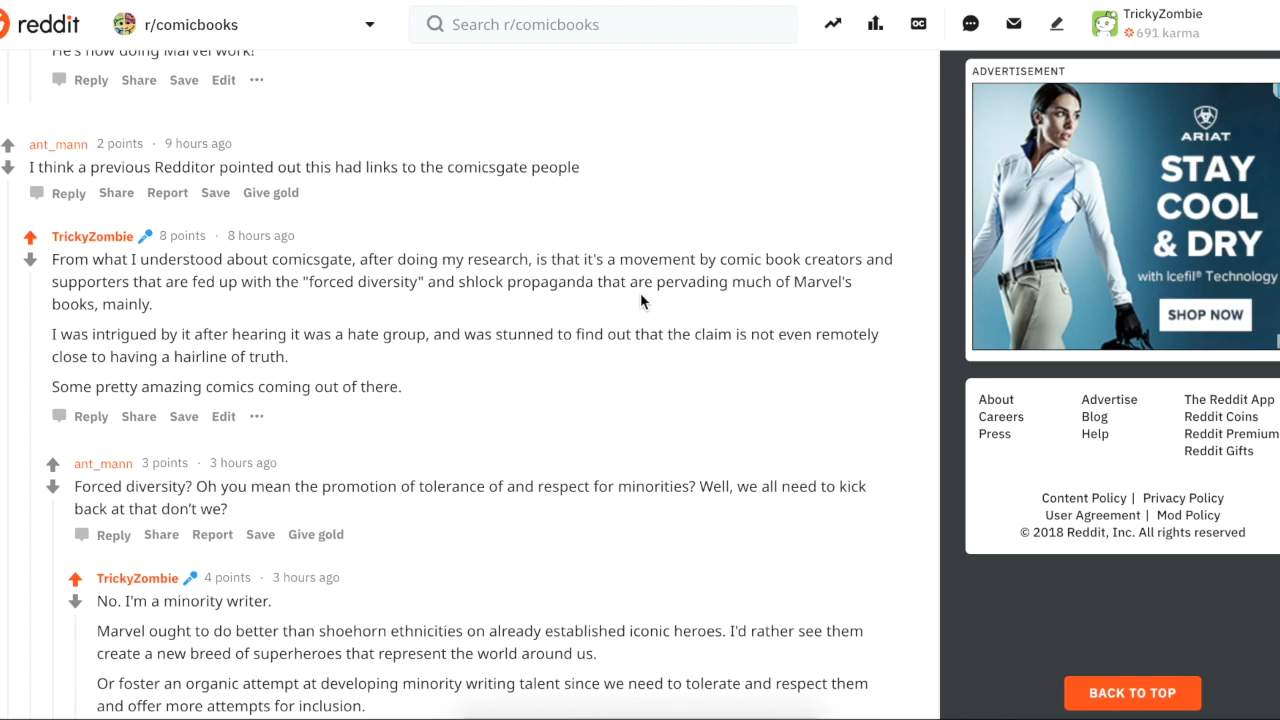 reddit
r/comicbooks
Search r/comicbooks
TrickyZombie
691 karma
He's now doing Marvel work!
Reply Share Save Edit
ant_mann 2 points · 9 hours ago
I think a previous Redditor pointed out this had links to the comicsgate people
Reply Share Report Save Give gold
TrickyZombie 8 points · 8 hours ago
From what I understood about comicsgate, after doing my research, is that it's a movement by comic book creators and
supporters that are fed up with the "forced diversity" and shlock propaganda that are pervading much of Marvel's
books, mainly.
I was intrigued by it after hearing it was a hate group, and was stunned to find out that the claim is not even remotely
close to having a hairline of truth.
Some pretty amazing comics coming out of there.
Reply Share Save Edit
ant_mann 3 points · 3 hours ago
Forced diversity? Oh you mean the promotion of tolerance of and respect for minorities? Well, we all need to kick
back at that don't we?
Reply Share Report Save Give gold
TrickyZombie 4 points · 3 hours ago
No. I'm a minority writer.
Marvel ought to do better than shoehorn ethnicities on already established iconic heroes. I'd rather see them
create a new breed of superheroes that represent the world around us.
Or foster an organic attempt at developing minority writing talent since we need to tolerate and respect them
and offer more attempts for inclusion.
ADVERTISEMENT
ARIAT
STAY
COOL
& DRY
with Icefil® Technology
SHOP NOW
About Advertise The Reddit App
Careers Blog Reddit Coins
Press Help Reddit Premium
Reddit Gifts
Content Policy | Privacy Policy
User Agreement | Mod Policy
© 2018 Reddit, Inc. All rights reserved
BACK TO TOP